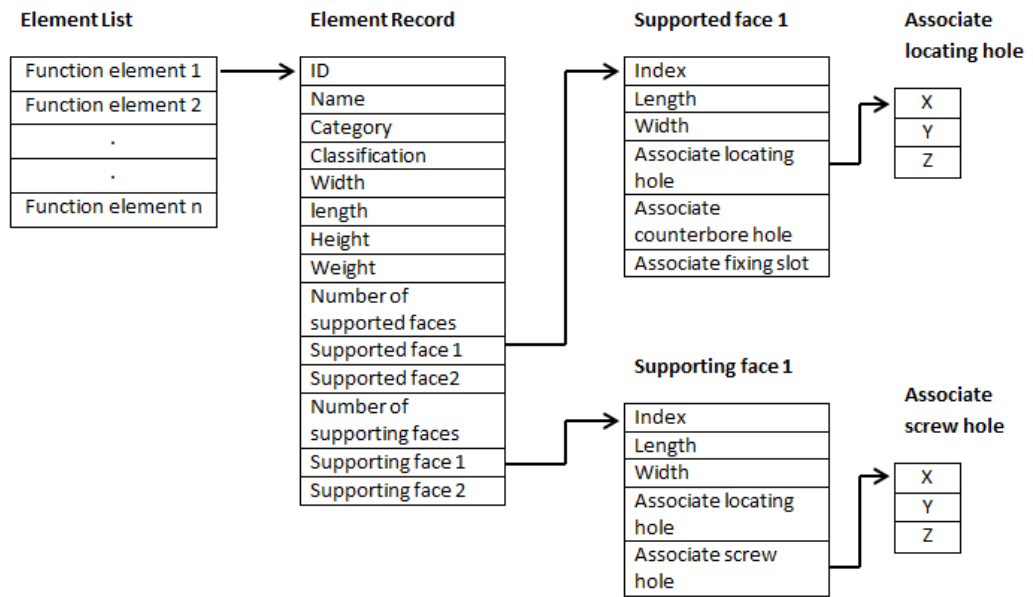 Element List
Function element 1
Function element 2
.
.
Function element n
Element Record
ID
Name
Category
Classification
Width
length
Height
Weight
Number of
supported faces
Supported face 1
Supported face2
Number of
supporting faces
Supporting face 1
Supporting face 2
Supported face 1
Index
Length
Width
Associate locating
hole
Associate
counterbore hole
Associate fixing slot
Associate
locating hole
X
Y
Z
Supporting face 1
Index
Length
Width
Associate locating
hole
Associate screw
hole
Associate
screw hole
X
Y
Z